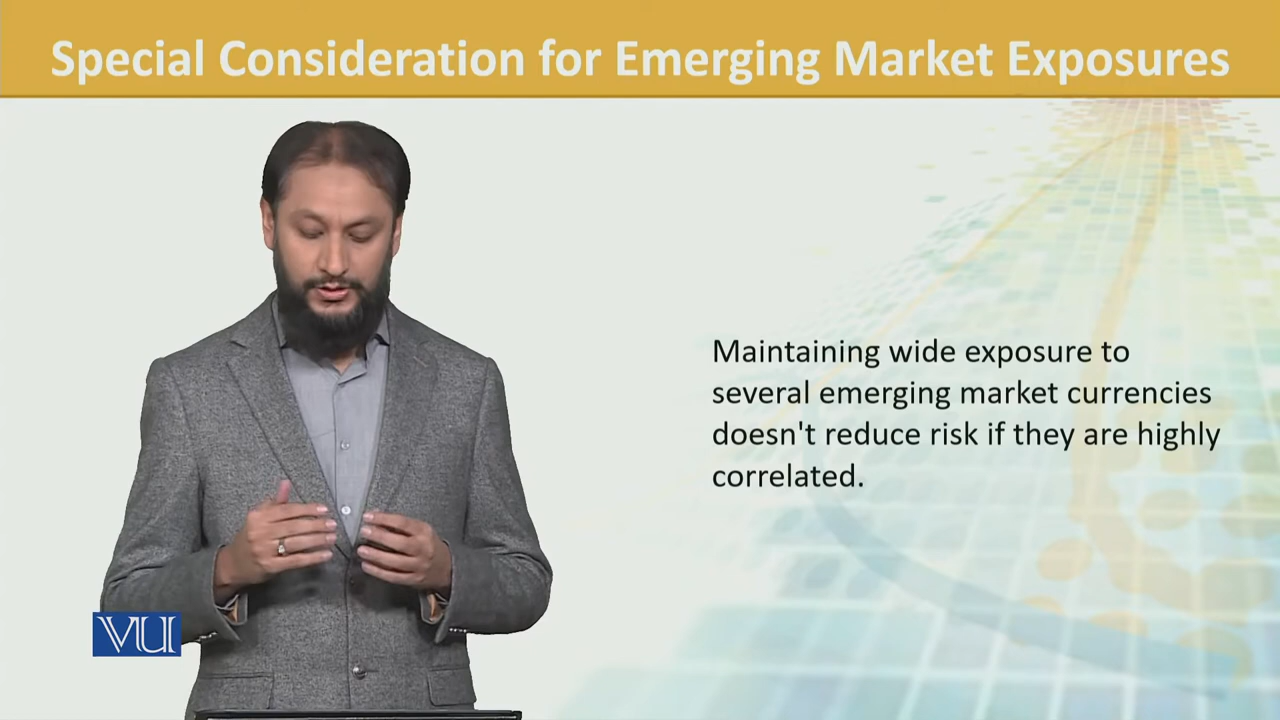 Special Consideration for Emerging Market Exposures
Maintaining wide exposure to
several emerging market currencies
doesn't reduce risk if they are highly
correlated.
VU